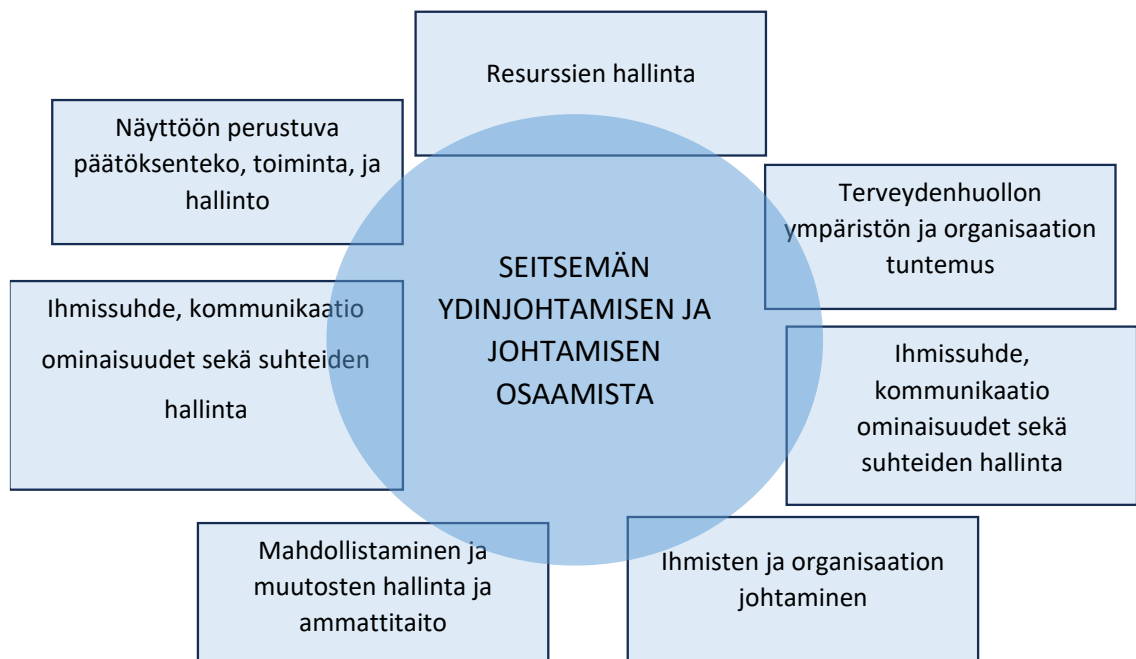 Resurssien hallinta
Näyttöön perustuva
päätöksenteko, toiminta, ja
hallinto
Terveydenhuollon
ympäristön ja organisaation
tuntemus
SEITSEMÄN
YDINJOHTAMISEN JA
JOHTAMISEN
OSAAMISTA
Ihmissuhde, kommunikaatio
ominaisuudet sekä suhteiden
hallinta
Ihmissuhde,
kommunikaatio
ominaisuudet sekä
suhteiden hallinta
Mahdollistaminen ja
muutosten hallinta ja
ammattitaito
Ihmisten ja organisaation
johtaminen